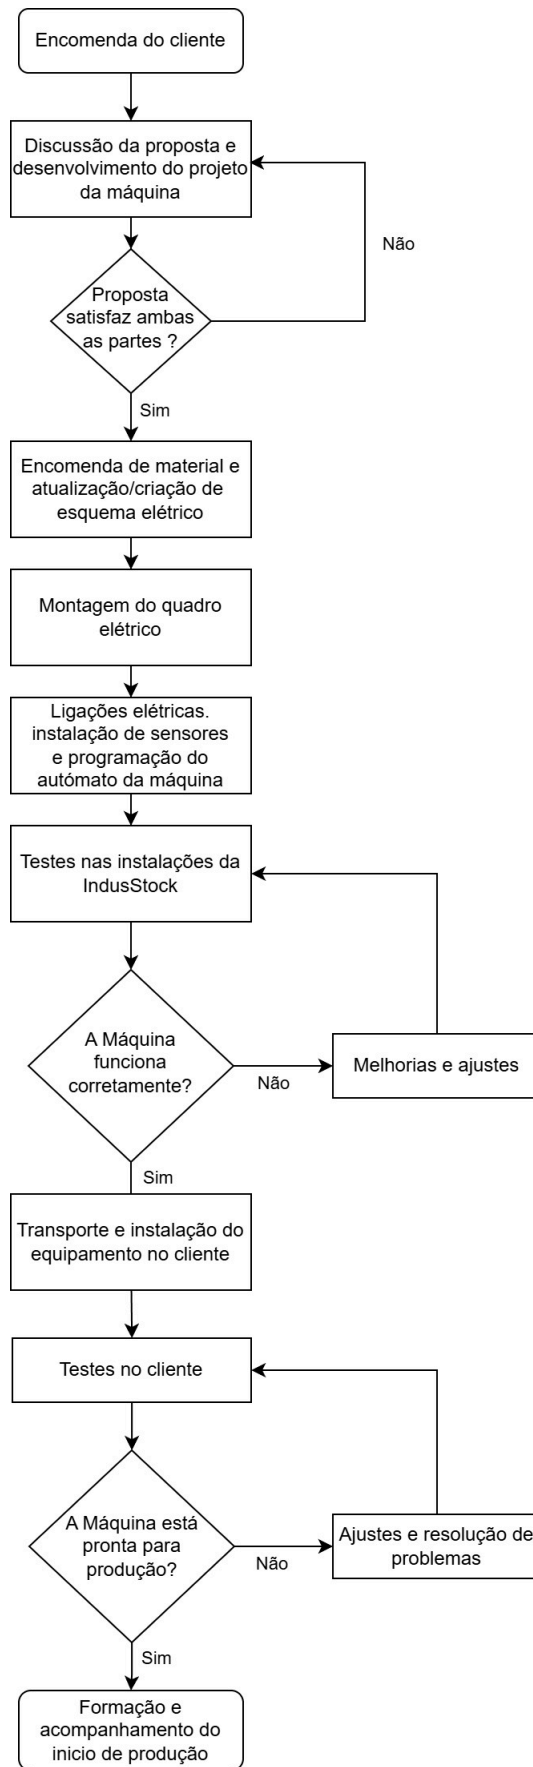 Encomenda do cliente
Discussão da proposta e
desenvolvimento do projeto
da máquina
Não
Proposta
satisfaz ambas
as partes ?
Sim
Encomenda de material e
atualização/criação de
esquema elétrico
Montagem do quadro
elétrico
Ligações elétricas.
instalação de sensores
e programação do
autómato da máquina
Testes nas instalações da
IndusStock
A Máquina
funciona
corretamente?
Não
Melhorias e ajustes
Sim
Transporte e instalação do
equipamento no cliente
Testes no cliente
A Máquina está
pronta para
produção?
Não
Ajustes e resolução de
problemas
Sim
Formação e
acompanhamento do
inicio de produção